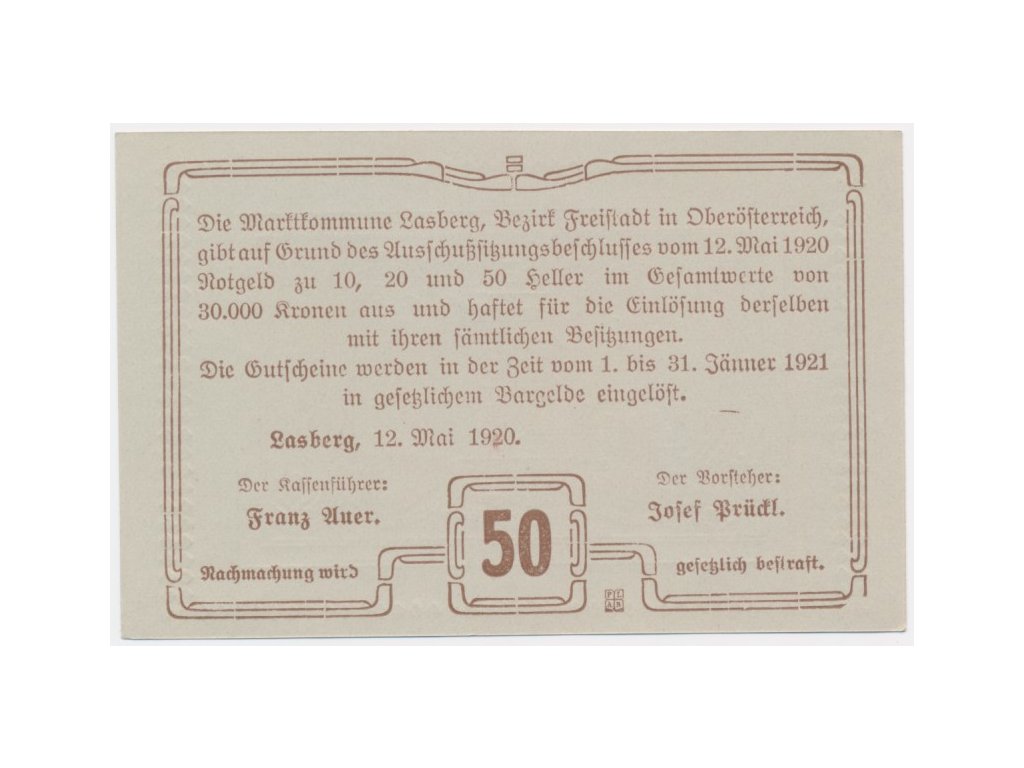 Die Marktkommune Lasberg, Bezirk Freistadt in Oberösterreich,
gibt auf Grund des Ausschußsitzungsbeschlusses vom 12. Mai 1920
Notgeld zu 10, 20 und 50 Heller im Gesamtwerte von
30.000 Kronen aus und haftet für die Einlösung derselben
mit ihren sämtlichen Besitzungen.
Die Gutscheine werden in der Zeit vom 1. bis 31. Jänner 1921
in gesetzlichem Bargelde eingelöst.
Lasberg, 12. Mai 1920.
Der Kassenführer:
Franz Auer.
Der Vorsteher:
Josef Prückl.
50
Nachmachung wird
gesetzlich bestraft.